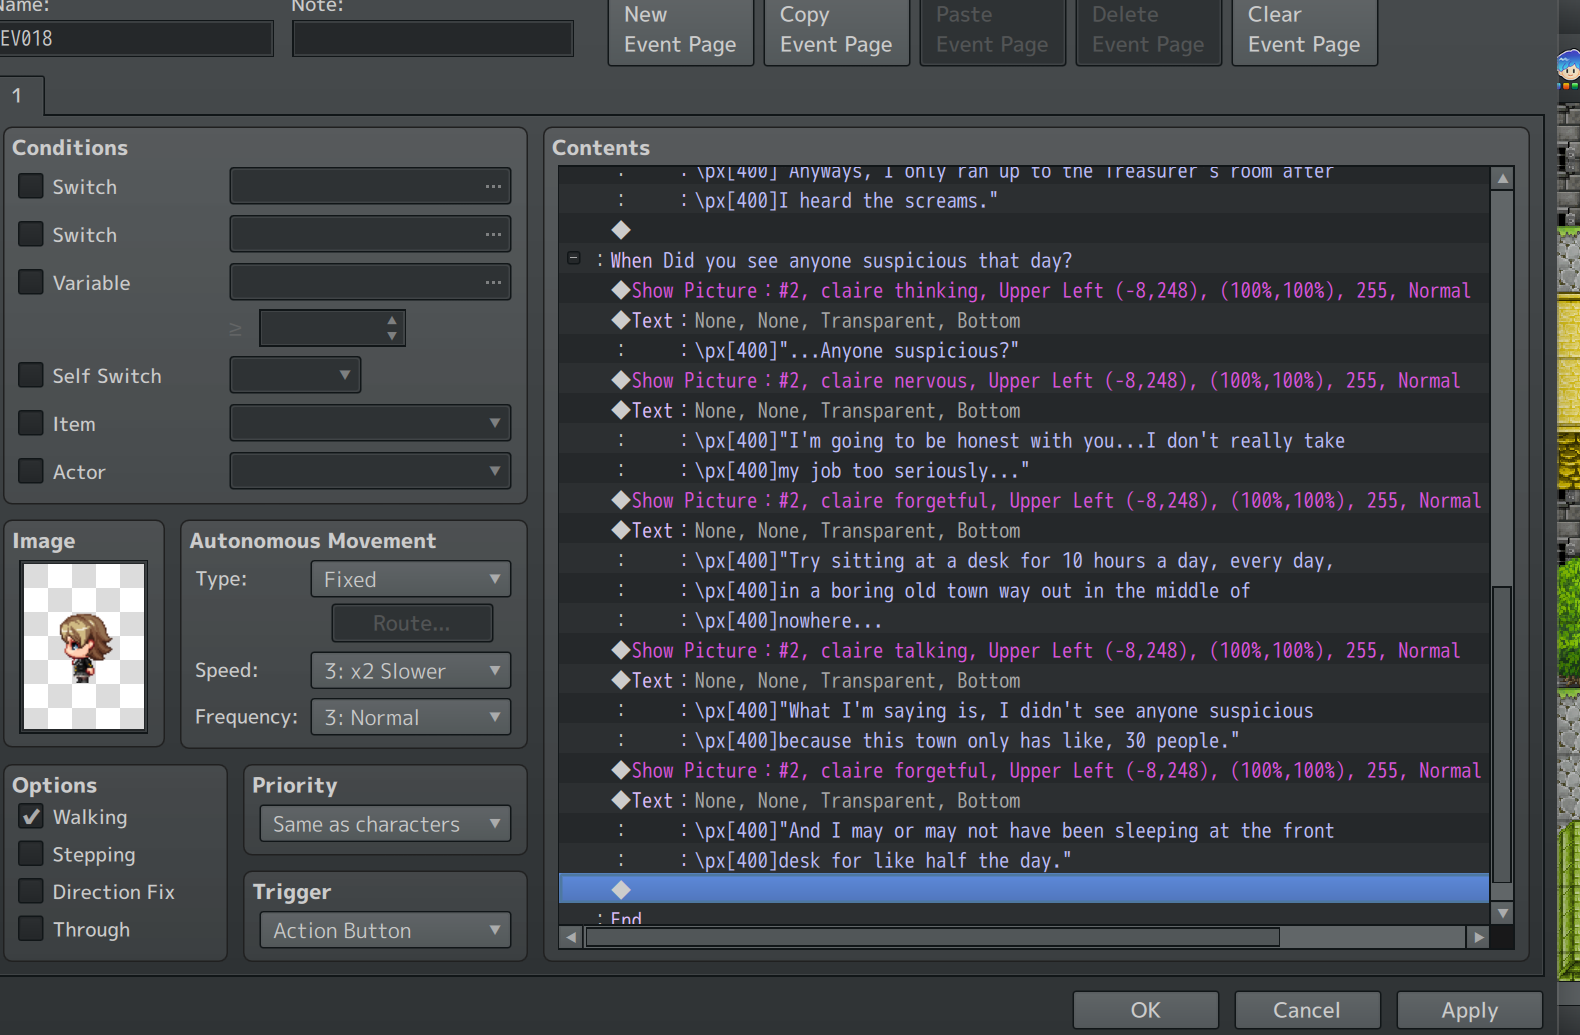 Name:
Note:
EV018
New
Event Page
Copy
Event Page
Paste
Event Page
Delete
Event Page
Clear
Event Page
1
Conditions
Switch
...
Switch
...
Variable
...
≥
Self Switch
Item
Actor
Image
Autonomous Movement
Type:
Fixed
Route...
Speed:
3: x2 Slower
Frequency:
3: Normal
Options
Walking
Stepping
Direction Fix
Through
Priority
Same as characters
Trigger
Action Button
Contents
: : \px[400] Anyways, I only ran up to the Treasurer's room after
: : \px[400]I heard the screams."
◆
: When Did you see anyone suspicious that day?
◆Show Picture : #2, claire thinking, Upper Left (-8,248), (100%,100%), 255, Normal
◆Text : None, None, Transparent, Bottom
: : \px[400]"...Anyone suspicious?"
◆Show Picture : #2, claire nervous, Upper Left (-8,248), (100%,100%), 255, Normal
◆Text : None, None, Transparent, Bottom
: : \px[400]"I'm going to be honest with you...I don't really take
: : \px[400]my job too seriously..."
◆Show Picture : #2, claire forgetful, Upper Left (-8,248), (100%,100%), 255, Normal
◆Text : None, None, Transparent, Bottom
: : \px[400]"Try sitting at a desk for 10 hours a day, every day,
: : \px[400]in a boring old town way out in the middle of
: : \px[400]nowhere...
◆Show Picture : #2, claire talking, Upper Left (-8,248), (100%,100%), 255, Normal
◆Text : None, None, Transparent, Bottom
: : \px[400]"What I'm saying is, I didn't see anyone suspicious
: : \px[400]because this town only has like, 30 people."
◆Show Picture : #2, claire forgetful, Upper Left (-8,248), (100%,100%), 255, Normal
◆Text : None, None, Transparent, Bottom
: : \px[400]"And I may or may not have been sleeping at the front
: : \px[400]desk for like half the day."
◆
: End
OK
Cancel
Apply